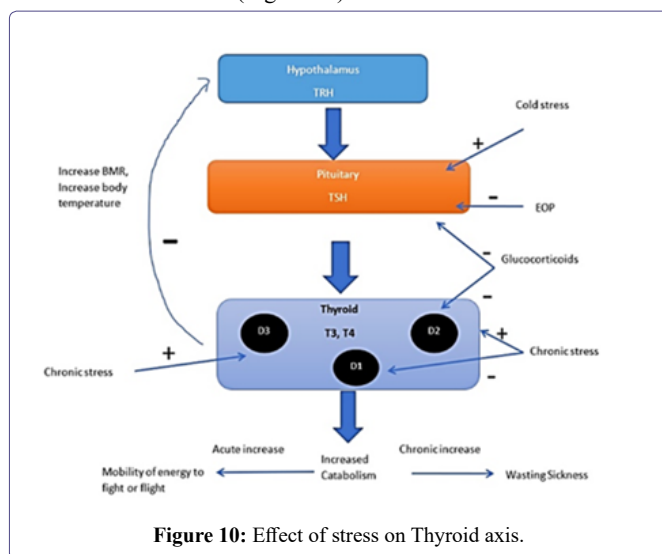 Hypothalamus
TRH
Cold stress
+
Increase BMR,
Increase body
temperature
Pituitary
TSH
-
EOP
-
-
Glucocorticoids
-
Thyroid
T3, T4
D3
D2
D1
+
+
Chronic stress
Chronic stress
-
Acute increase
Increased
Catabolism
Chronic increase
Mobility of energy to
fight or flight
Wasting Sickness
Figure 10: Effect of stress on Thyroid axis.